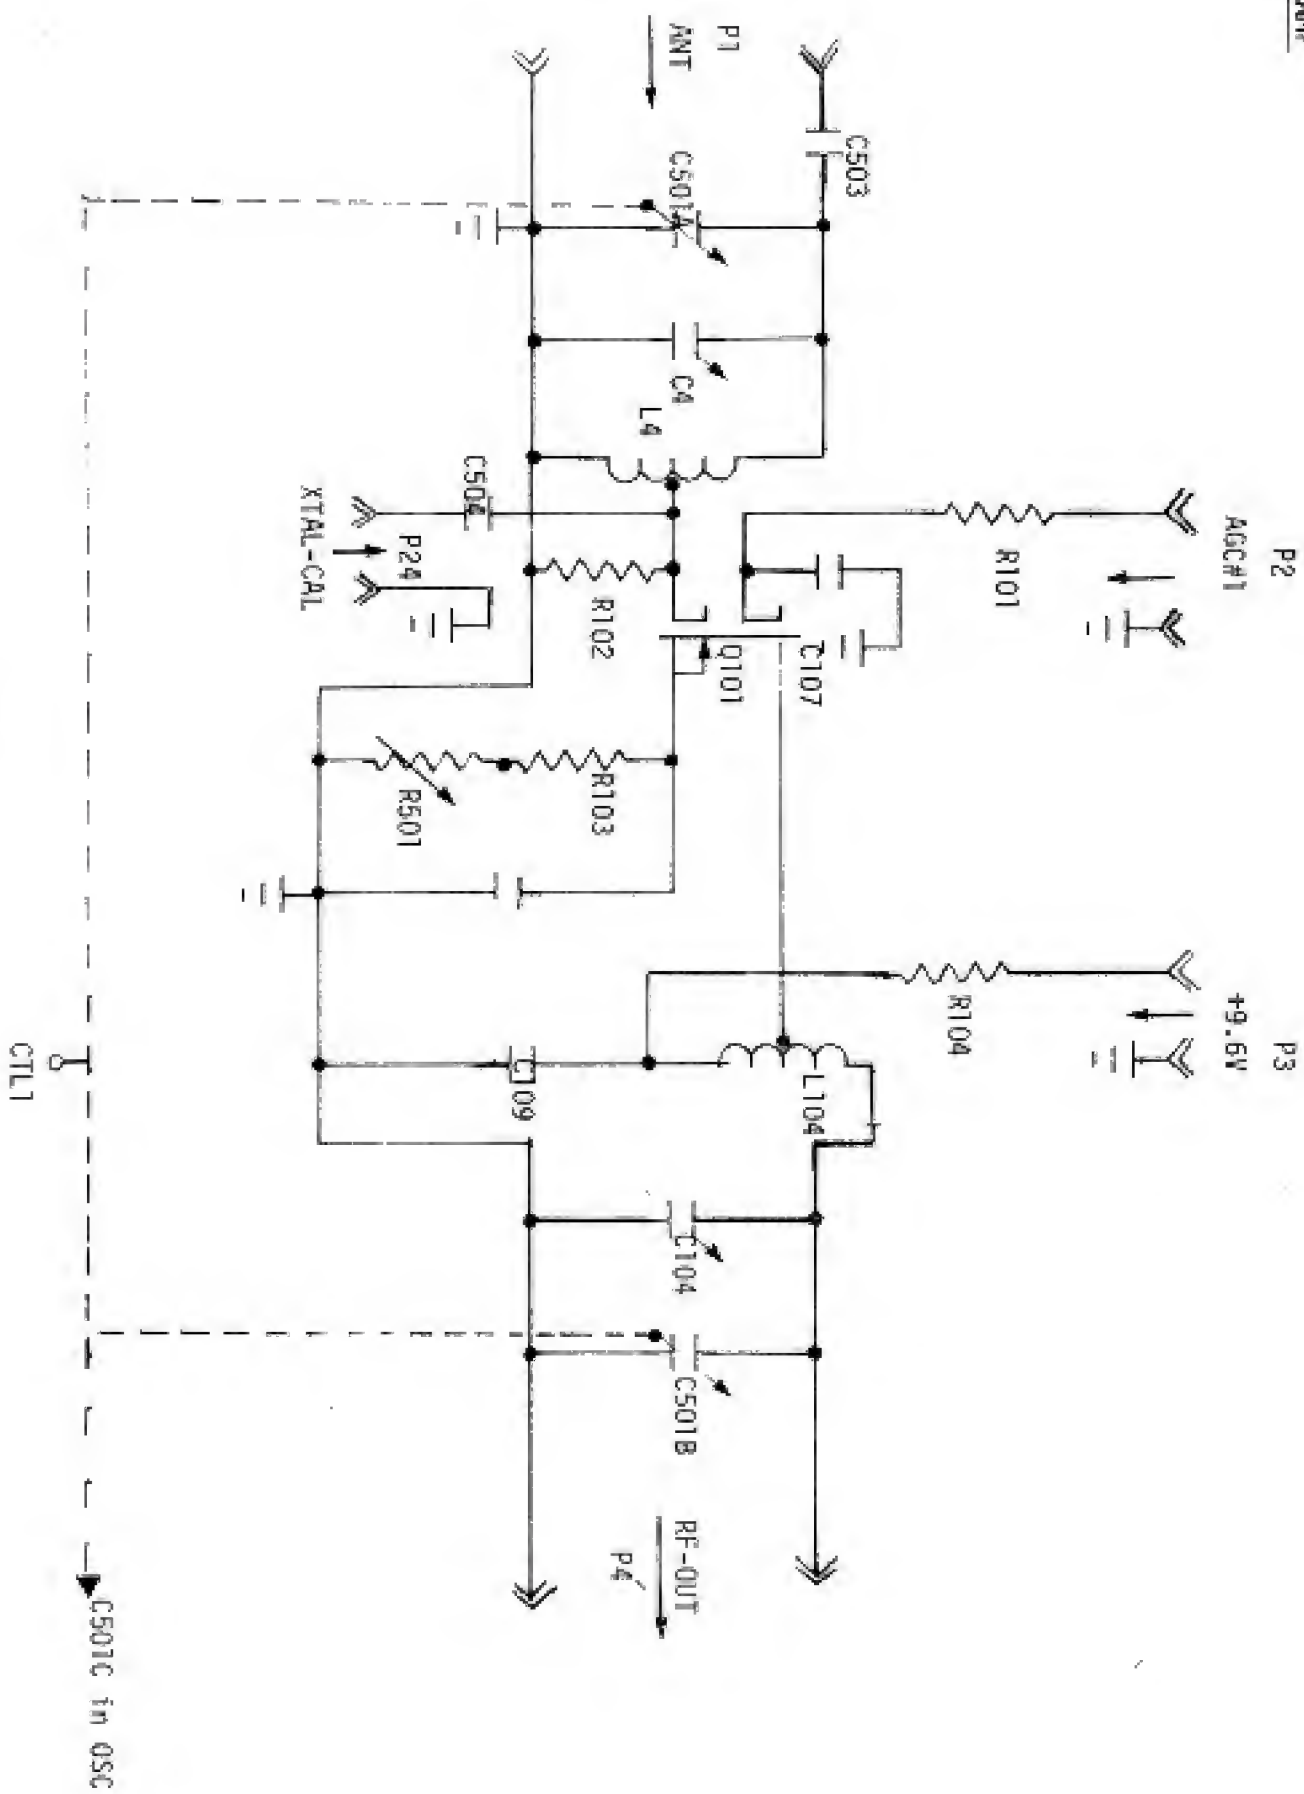 P1
ANT
C503
C501A
C4
L4
P2
AGC#1
R101
C504
P24
XTAL-CAL
R102
Q101
C107
R103
R501
P3
+9.6V
R104
L104
C109
C104
C501B
RF-OUT
P4
CTL1
C501C in OSC